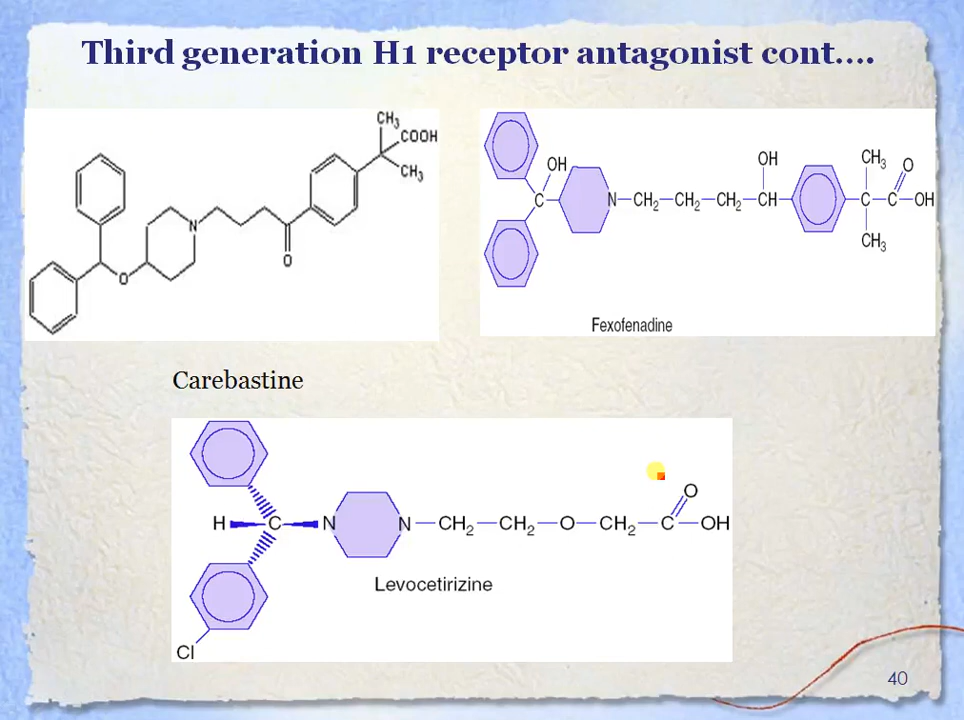 Third generation H1 receptor antagonist cont....
CH3
COOH
CH3
N
O
O
OH
C
N—CH2—CH2—CH2—CH
OH
CH3
C—C—OH
O
CH3
Fexofenadine
Carebastine
H
C
N
N—CH2—CH2—O—CH2—C—OH
O
Cl
Levocetirizine
40